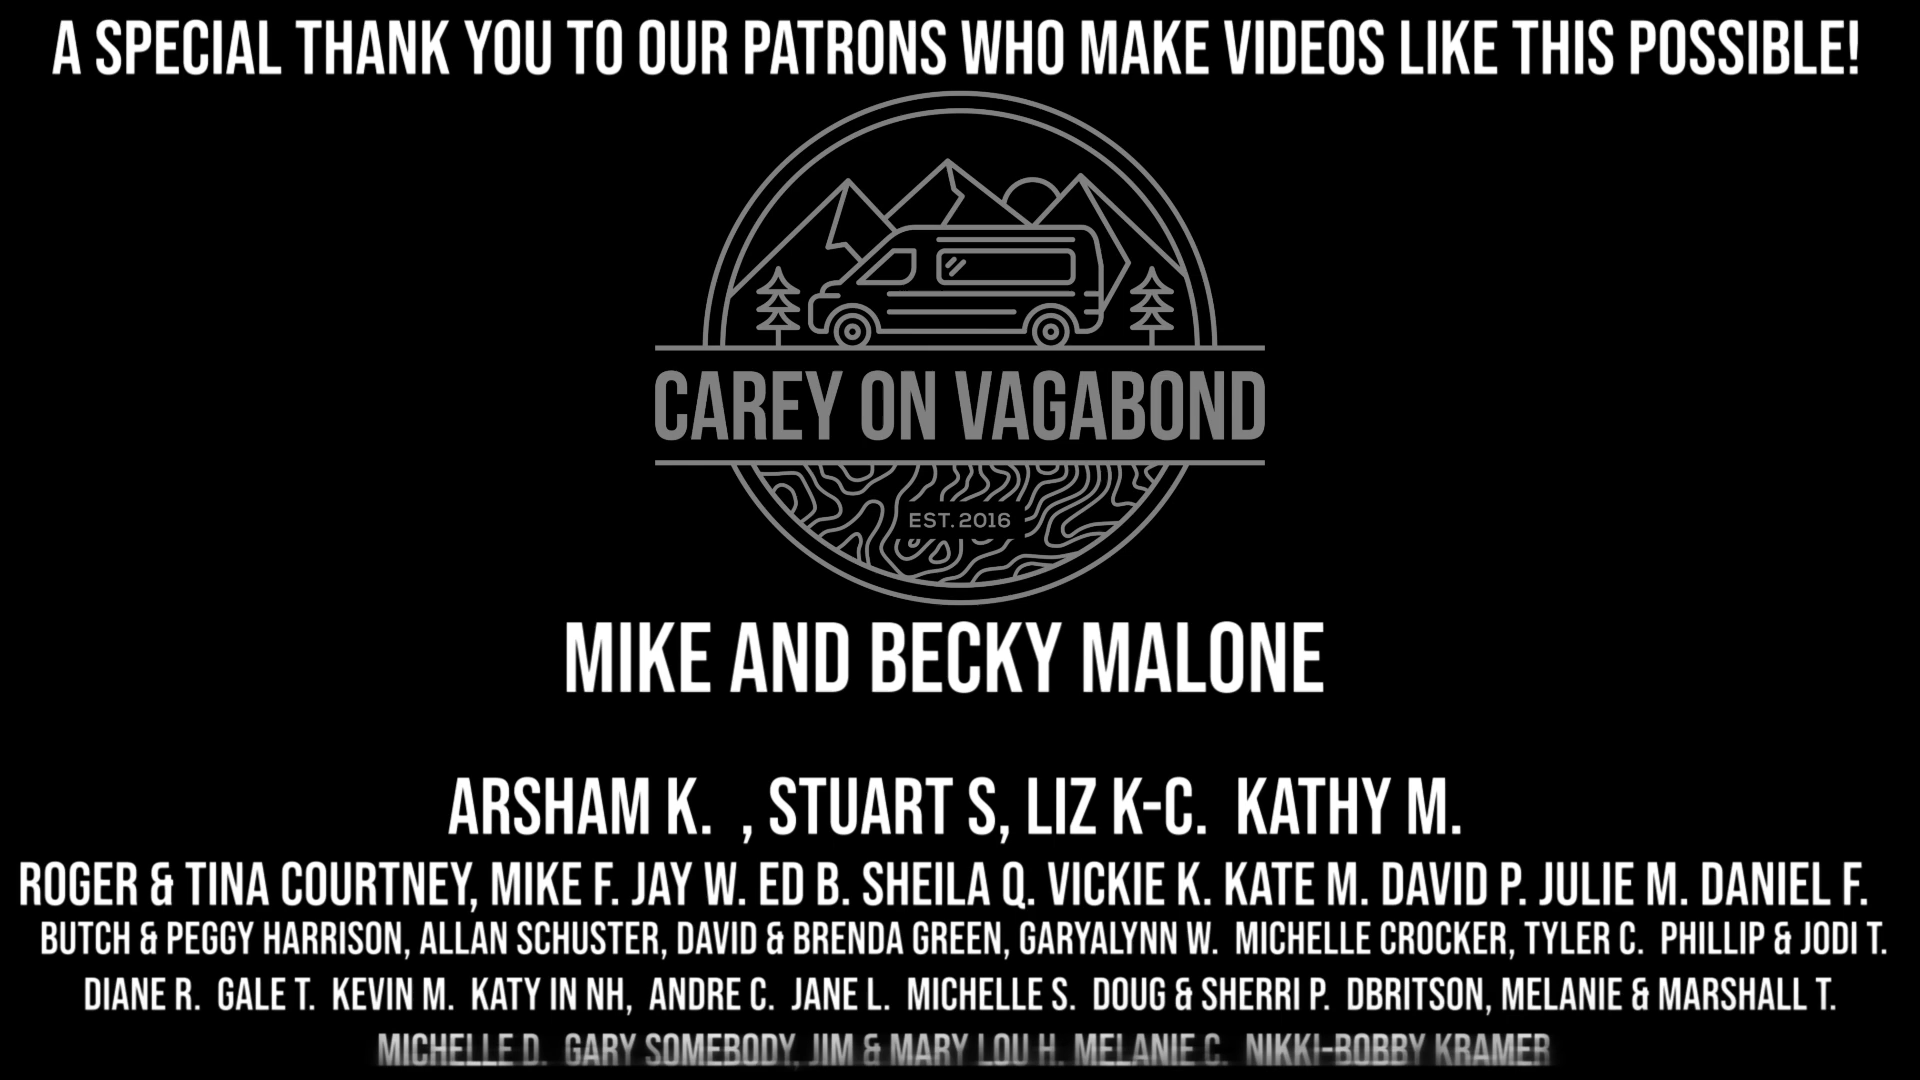 A SPECIAL THANK YOU TO OUR PATRONS WHO MAKE VIDEOS LIKE THIS POSSIBLE!
CAREY ON VAGABOND
EST. 2016
MIKE AND BECKY MALONE
ARSHAM K.  , STUART S, LIZ K-C.  KATHY M.
ROGER & TINA COURTNEY, MIKE F. JAY W. ED B. SHEILA Q. VICKIE K. KATE M. DAVID P. JULIE M. DANIEL F.
BUTCH & PEGGY HARRISON, ALLAN SCHUSTER, DAVID & BRENDA GREEN, GARYALYNN W.  MICHELLE CROCKER, TYLER C.  PHILLIP & JODI T.
DIANE R.  GALE T.  KEVIN M.  KATY IN NH,  ANDRE C.  JANE L.  MICHELLE S.  DOUG & SHERRI P.  DBRITSON, MELANIE & MARSHALL T.
MICHELLE D.  GARY SOMEBODY, JIM & MARY LOU H. MELANIE C.  NIKKI-BOBBY KRAMER